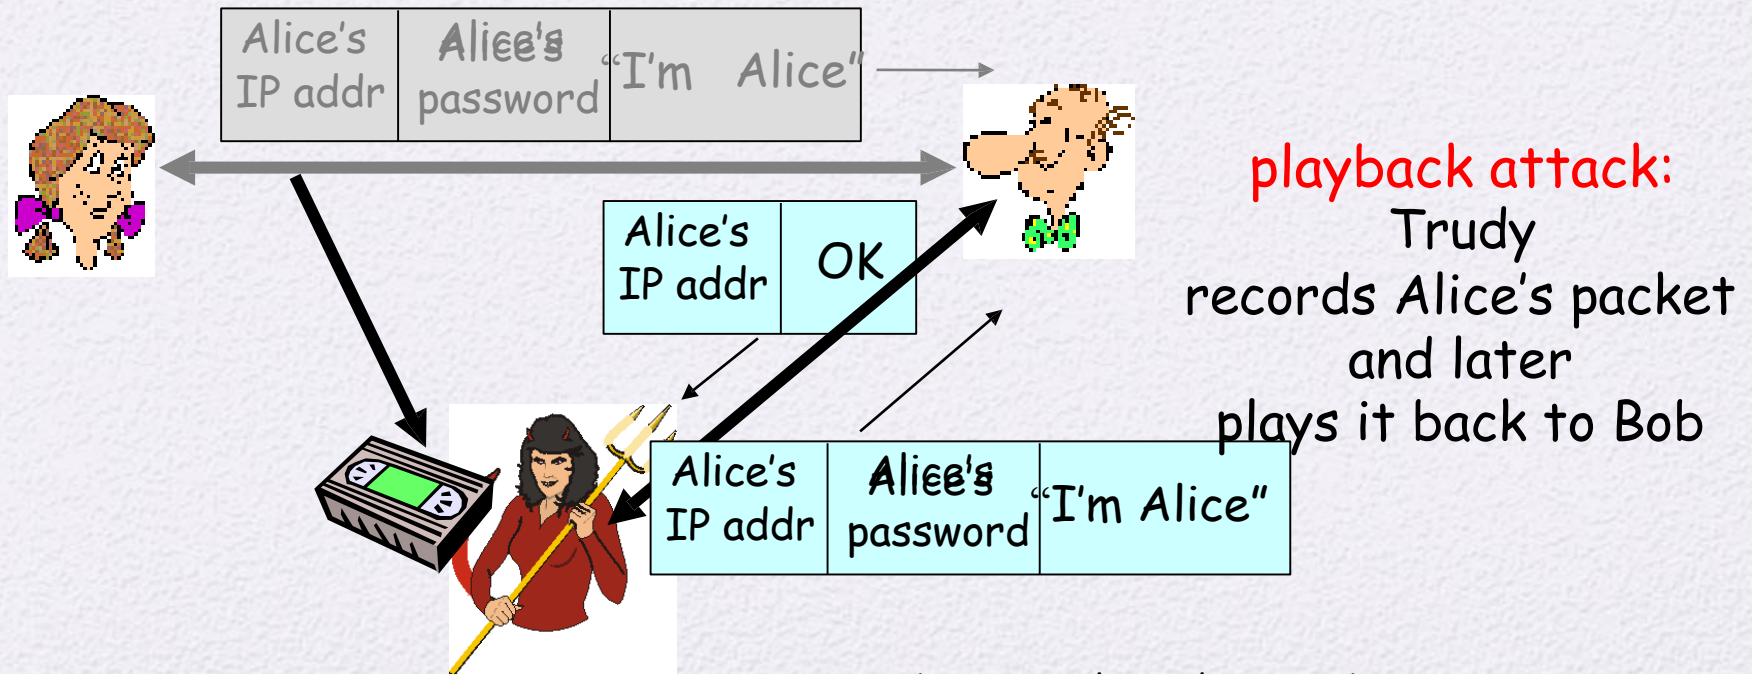 Alice's
IP addr
Alice's
password
“I'm Alice”
Alice's
IP addr
OK
playback attack:
Trudy
records Alice's packet
and later
plays it back to Bob
Alice's
IP addr
Alice's
password
“I'm Alice”